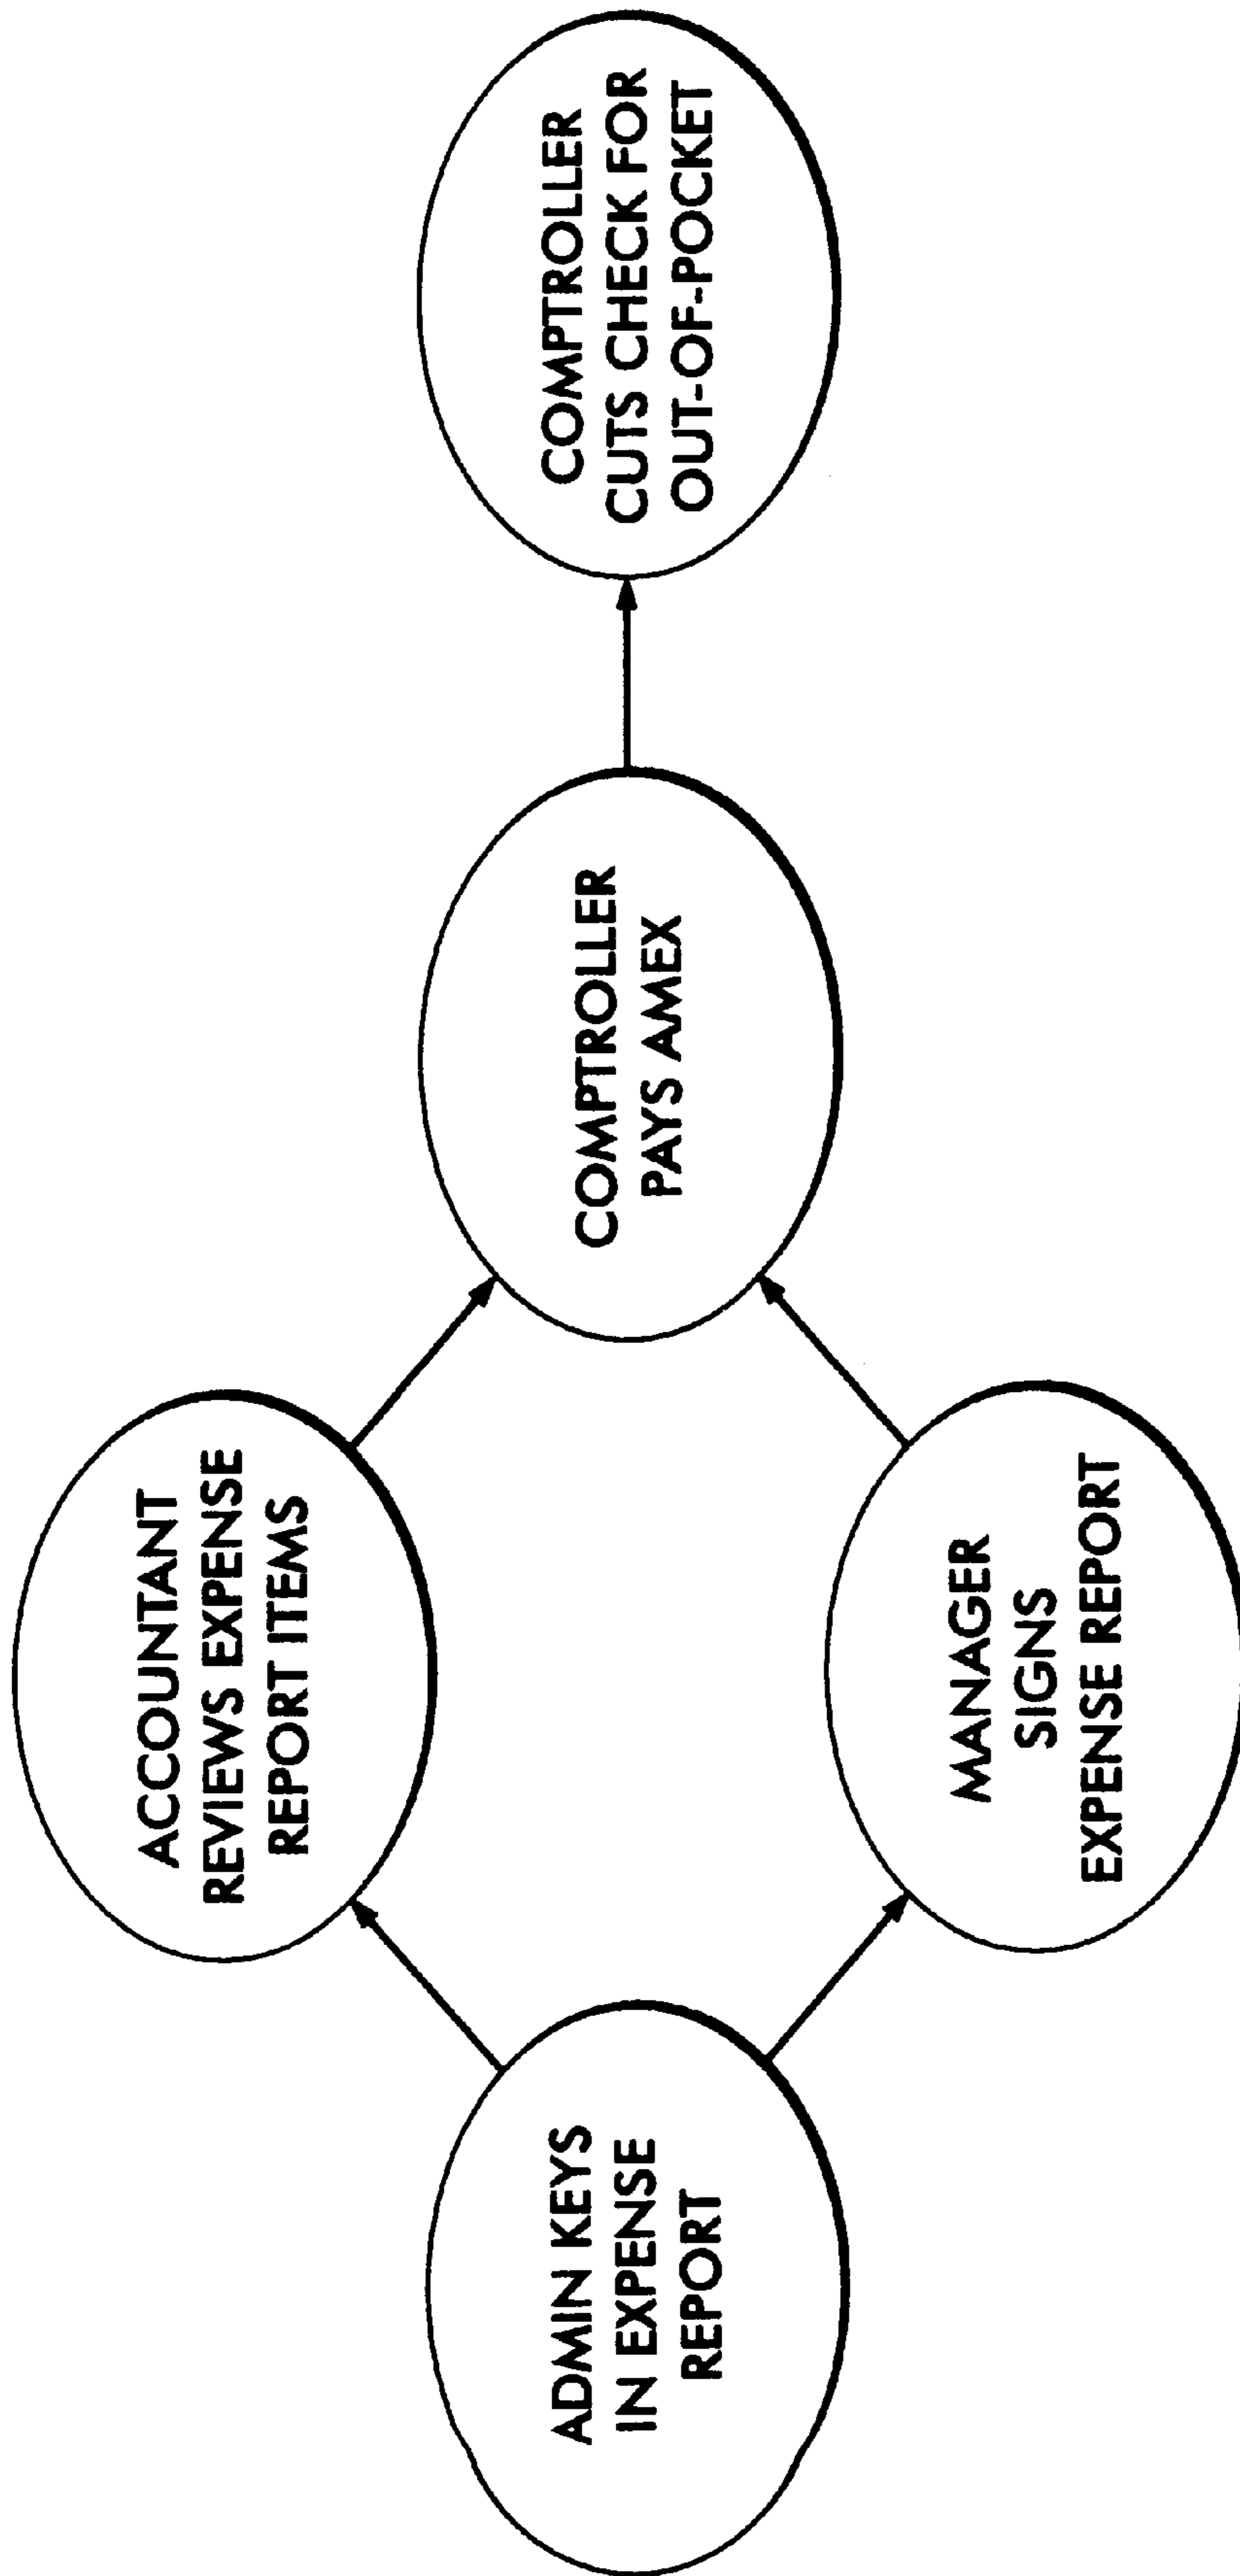 ADMIN KEYS
IN EXPENSE
REPORT
ACCOUNTANT
REVIEWS EXPENSE
REPORT ITEMS
MANAGER
SIGNS
EXPENSE REPORT
COMPTROLLER
PAYS AMEX
COMPTROLLER
CUTS CHECK FOR
OUT-OF-POCKET